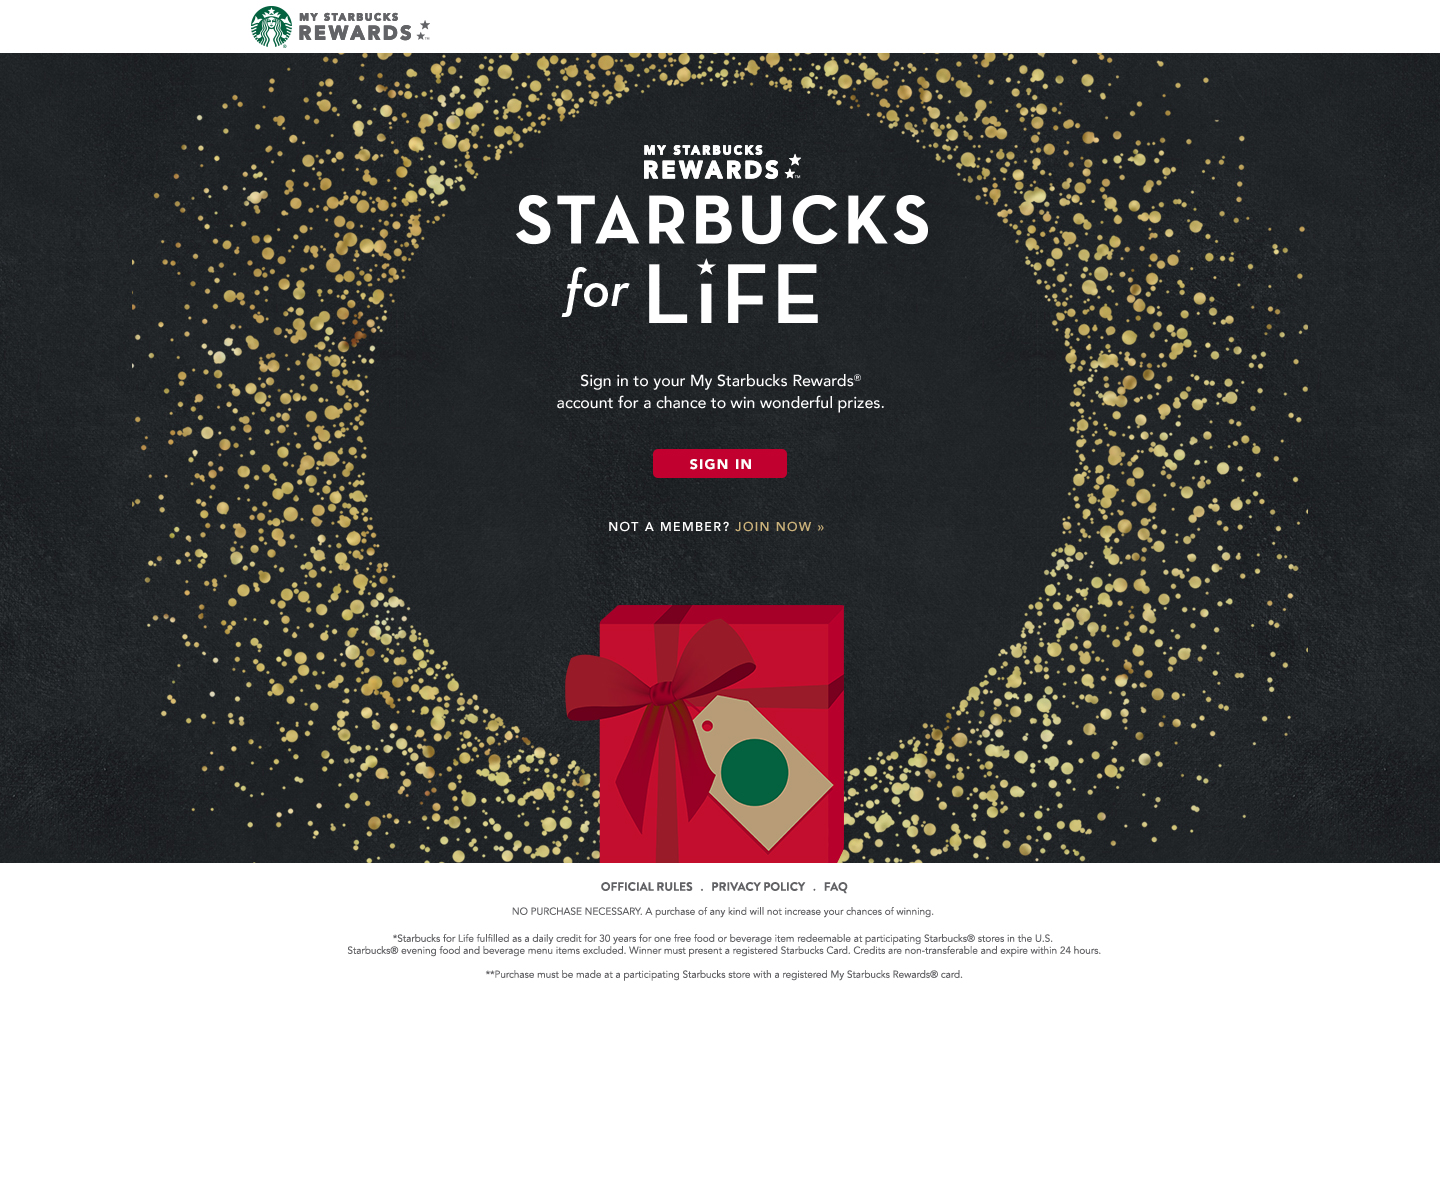 MY STARBUCKS
REWARDS ™
MY STARBUCKS
REWARDS ™
STARBUCKS
for LiFE
Sign in to your My Starbucks Rewards®
account for a chance to win wonderful prizes.
SIGN IN
NOT A MEMBER? JOIN NOW »
OFFICIAL RULES . PRIVACY POLICY . FAQ
NO PURCHASE NECESSARY. A purchase of any kind will not increase your chances of winning.
*Starbucks for Life fulfilled as a daily credit for 30 years for one free food or beverage item redeemable at participating Starbucks® stores in the U.S.
Starbucks® evening food and beverage menu items excluded. Winner must present a registered Starbucks Card. Credits are non-transferable and expire within 24 hours.
**Purchase must be made at a participating Starbucks store with a registered My Starbucks Rewards® card.